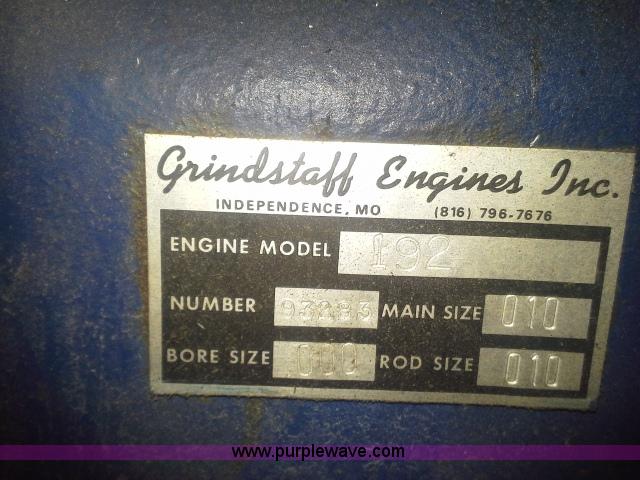 Grindstaff Engines Inc.
INDEPENDENCE, MO (816) 796-7676
ENGINE MODEL 192
NUMBER 93283 MAIN SIZE 010
BORE SIZE 000 ROD SIZE 010
www.purplewave.com